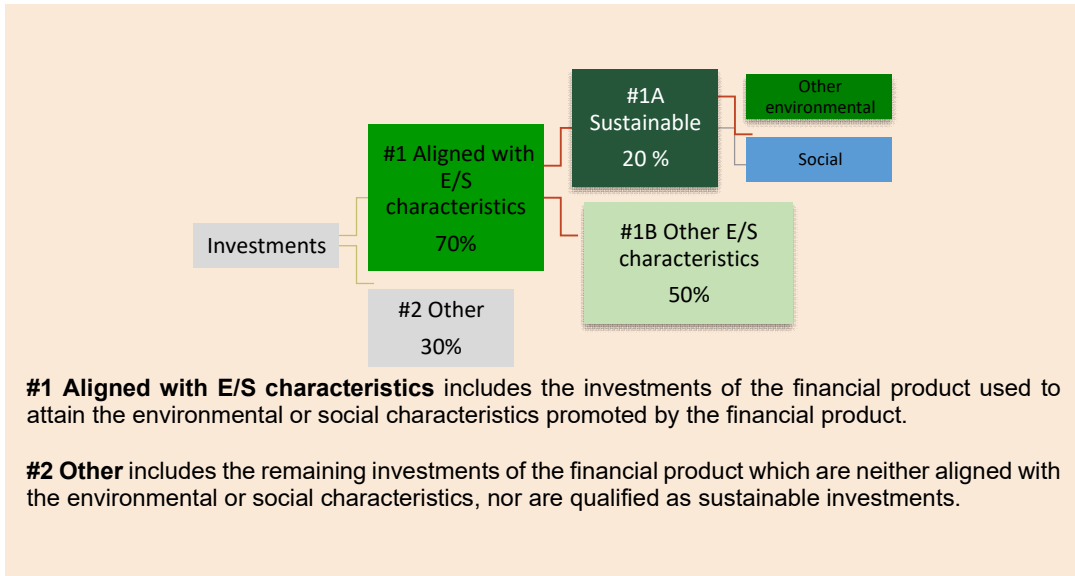 Investments
#1 Aligned with
E/S
characteristics
70%
#2 Other
30%
#1A
Sustainable
20 %
#1B Other E/S
characteristics
50%
Other
environmental
Social
#1 Aligned with E/S characteristics includes the investments of the financial product used to
attain the environmental or social characteristics promoted by the financial product.
#2 Other includes the remaining investments of the financial product which are neither aligned with
the environmental or social characteristics, nor are qualified as sustainable investments.